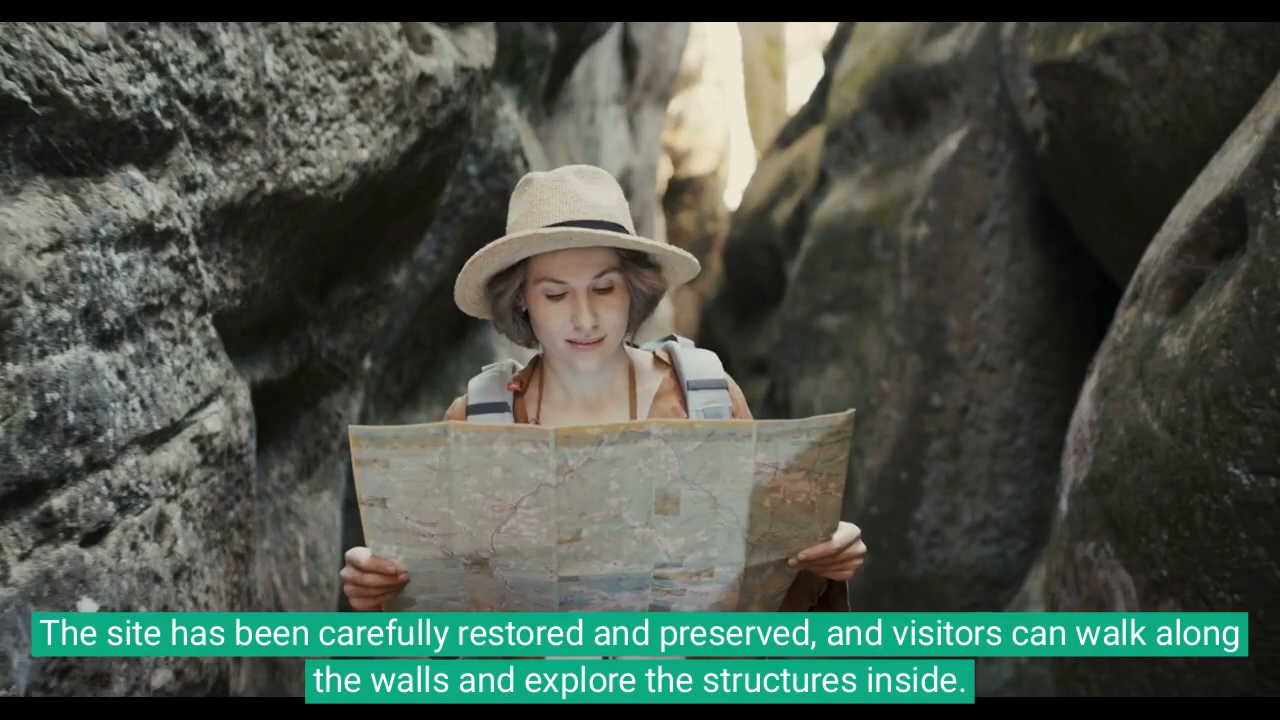 The site has been carefully restored and preserved, and visitors can walk along
the walls and explore the structures inside.